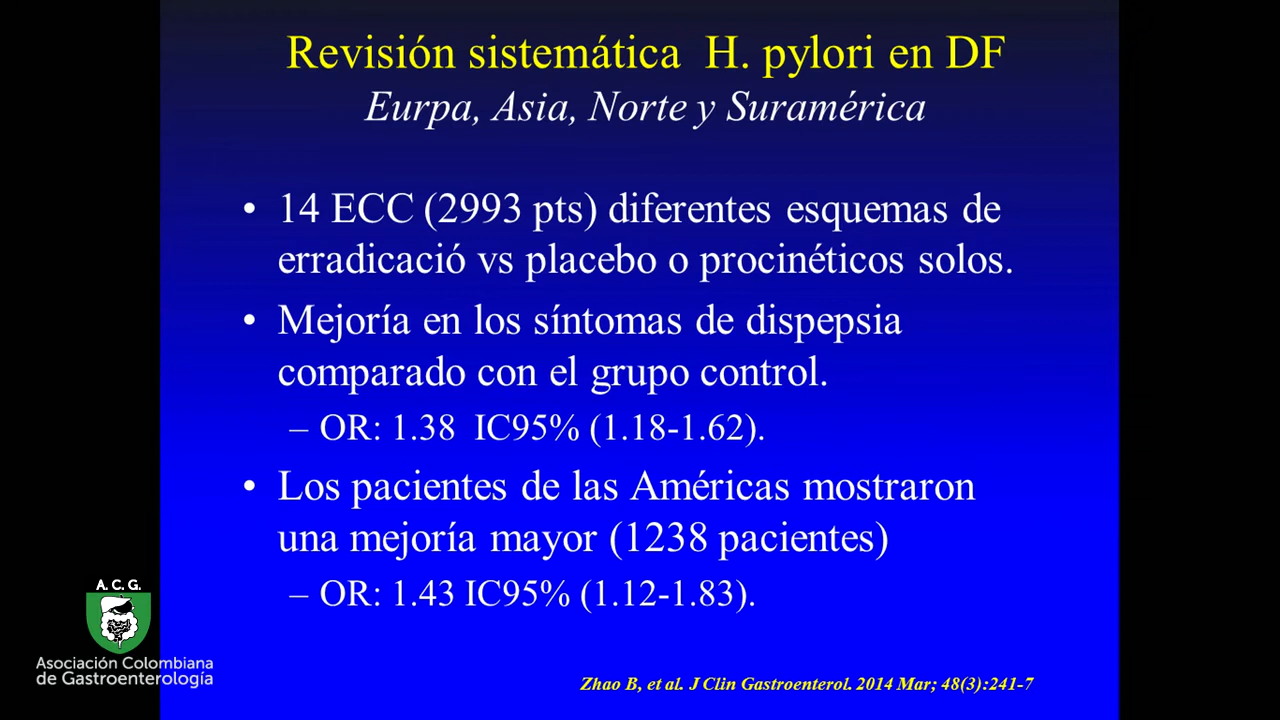 Revisión sistemática H. pylori en DF
Eurpa, Asia, Norte y Suramérica
• 14 ECC (2993 pts) diferentes esquemas de
erradicació vs placebo o procinéticos solos.
• Mejoría en los síntomas de dispepsia
comparado con el grupo control.
– OR: 1.38 IC95% (1.18-1.62).
• Los pacientes de las Américas mostraron
una mejoría mayor (1238 pacientes)
– OR: 1.43 IC95% (1.12-1.83).
A. C. G.
Asociación Colombiana
de Gastroenterología
Zhao B, et al. J Clin Gastroenterol. 2014 Mar; 48(3):241-7